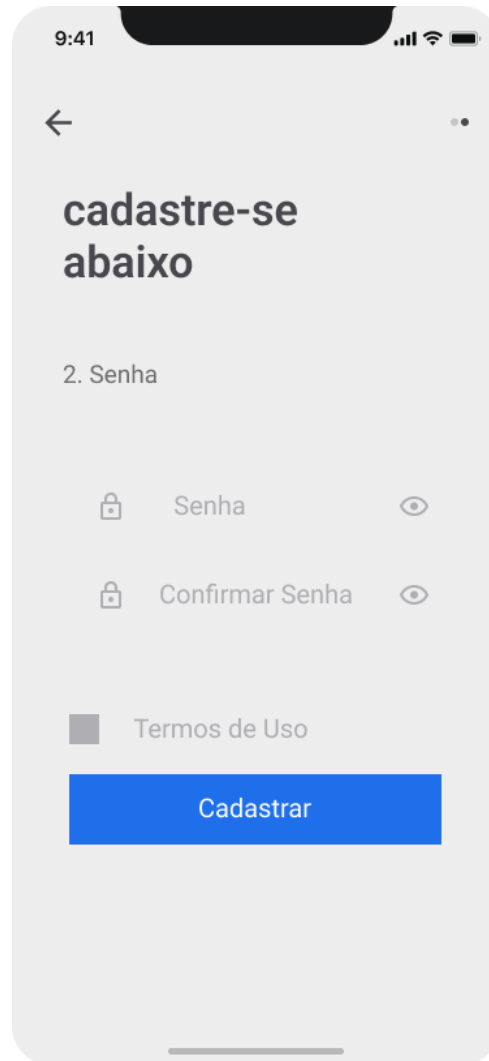 9:41
cadastre-se
abaixo
2. Senha
Senha
Confirmar Senha
Termos de Uso
Cadastrar